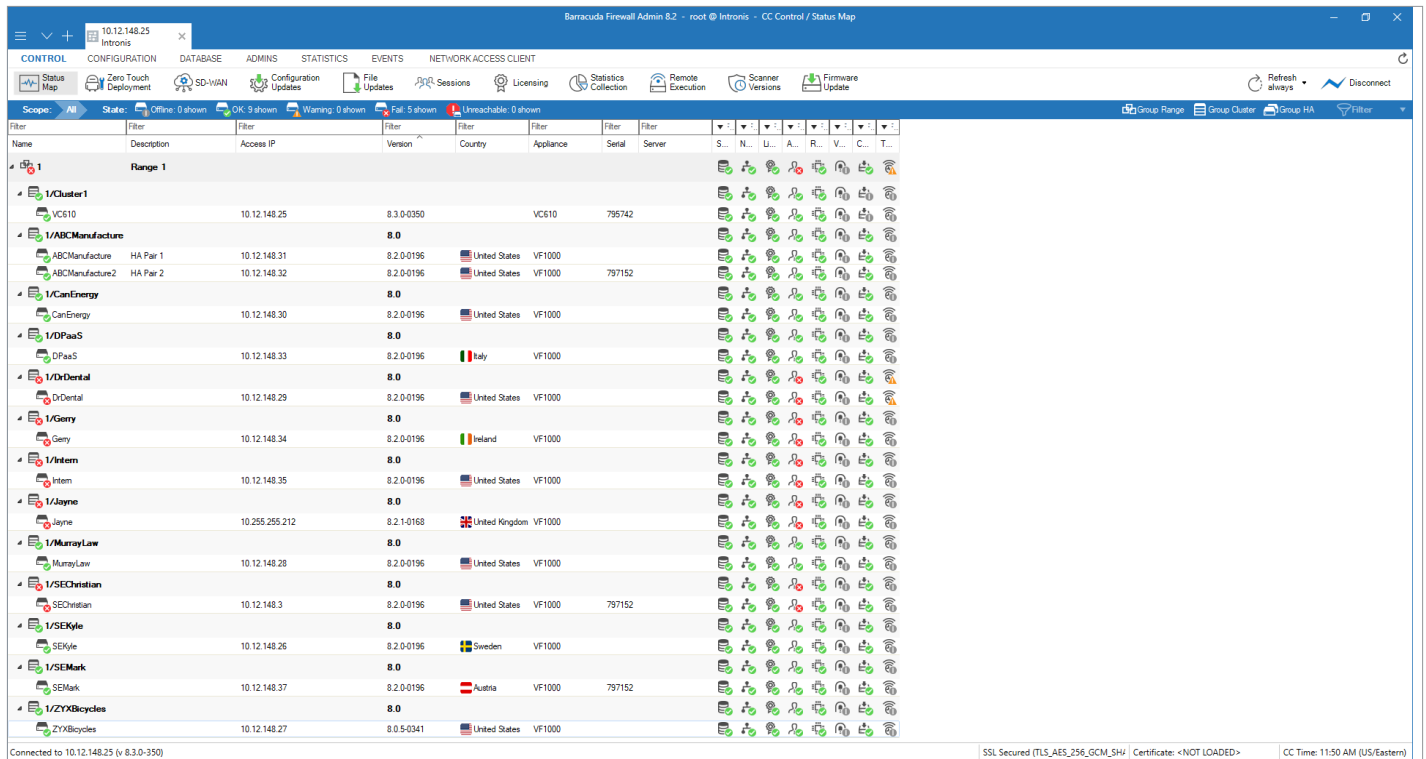 Barracuda Firewall Admin 8.2 - root @ Intronis - CC Control / Status Map
10.12.148.25
Intronis
CONTROL CONFIGURATION DATABASE ADMINS STATISTICS EVENTS NETWORK ACCESS CLIENT
Status Map Zero Touch Deployment SD-WAN Configuration Updates File Updates Sessions Licensing Statistics Collection Remote Execution Scanner Versions Firmware Update Refresh always Disconnect
Scope: All State: Offline: 0 shown OK: 9 shown Warning: 0 shown Fail: 5 shown Unreachable: 0 shown Group Range Group Cluster Group HA Filter
Filter Filter Filter Filter Filter Filter Filter Filter
Name Description Access IP Version Country Appliance Serial Server S... N... Li... A... R... V... C... T...
1 Range 1
1/Cluster1
VC610 10.12.148.25 8.3.0-0350 VC610 795742
1/ABCManufacture 8.0
ABCManufacture HA Pair 1 10.12.148.31 8.2.0-0196 United States VF1000
ABCManufacture2 HA Pair 2 10.12.148.32 8.2.0-0196 United States VF1000 797152
1/CanEnergy 8.0
CanEnergy 10.12.148.30 8.2.0-0196 United States VF1000
1/DPaaS 8.0
DPaaS 10.12.148.33 8.2.0-0196 Italy VF1000
1/DrDental 8.0
DrDental 10.12.148.29 8.2.0-0196 United States VF1000
1/Gerry 8.0
Gerry 10.12.148.34 8.2.0-0196 Ireland VF1000
1/Intern 8.0
Intern 10.12.148.35 8.2.0-0196 United States VF1000
1/Jayne 8.0
Jayne 10.255.255.212 8.2.1-0168 United Kingdom VF1000
1/MurrayLaw 8.0
MurrayLaw 10.12.148.28 8.2.0-0196 United States VF1000
1/SEChristian 8.0
SEChristian 10.12.148.3 8.2.0-0196 United States VF1000 797152
1/SEKyle 8.0
SEKyle 10.12.148.26 8.2.0-0196 Sweden VF1000
1/SEMark 8.0
SEMark 10.12.148.37 8.2.0-0196 Austria VF1000 797152
1/ZYXBicycles 8.0
ZYXBicycles 10.12.148.27 8.0.5-0341 United States VF1000
Connected to 10.12.148.25 (v 8.3.0-350) SSL Secured (TLS_AES_256_GCM_SHA Certificate: <NOT LOADED> CC Time: 11:50 AM (US/Eastern)